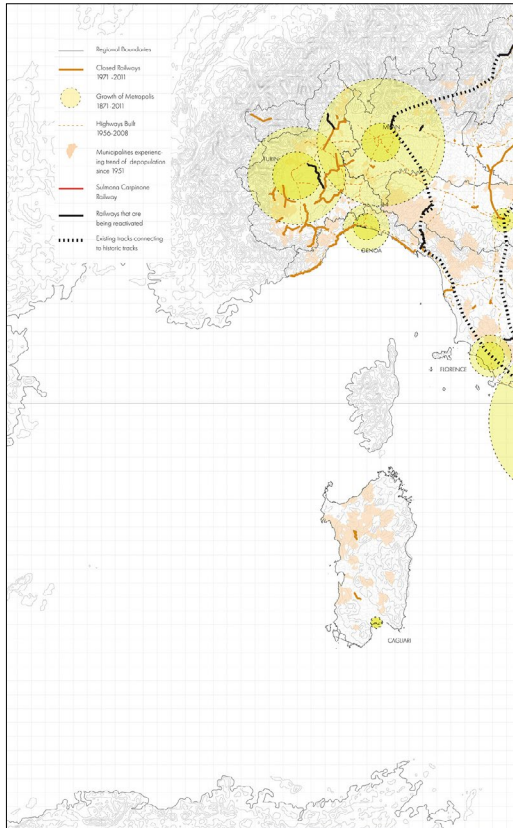 Regional Boundaries
Closed Railways
1971 -2011
Growth of Metropolis
1871-2011
Highways Built
1956-2008
Municipalities experienc-
ing trend of depopulation
since 1951
Sulmona Carpinone
Railway
Railways that are
being reactivated
Existing tracks connecting
to historic tracks
MILAN
TURIN
GENOA
FLORENCE
CAGLIARI